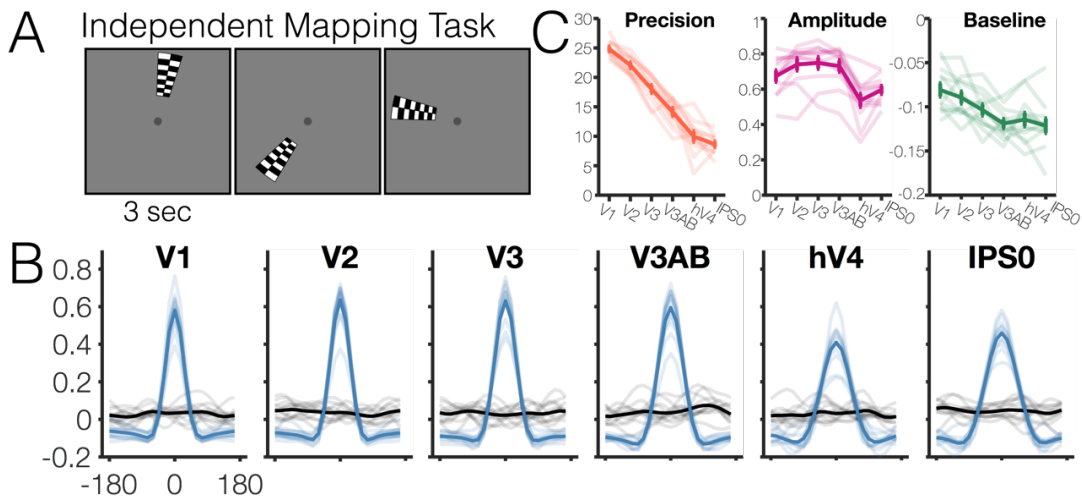 A Independent Mapping Task
3 sec
C
Precision
30
25
20
15
10
5
0
V1 V2 V3 V3AB hV4 IPS0
Amplitude
1
0.8
0.6
0.4
0.2
0
V1 V2 V3 V3AB hV4 IPS0
Baseline
0
-0.05
-0.1
-0.15
-0.2
V1 V2 V3 V3AB hV4 IPS0
B
V1 V2 V3 V3AB hV4 IPS0
0.8
0.6
0.4
0.2
0
-0.2
-180 0 180